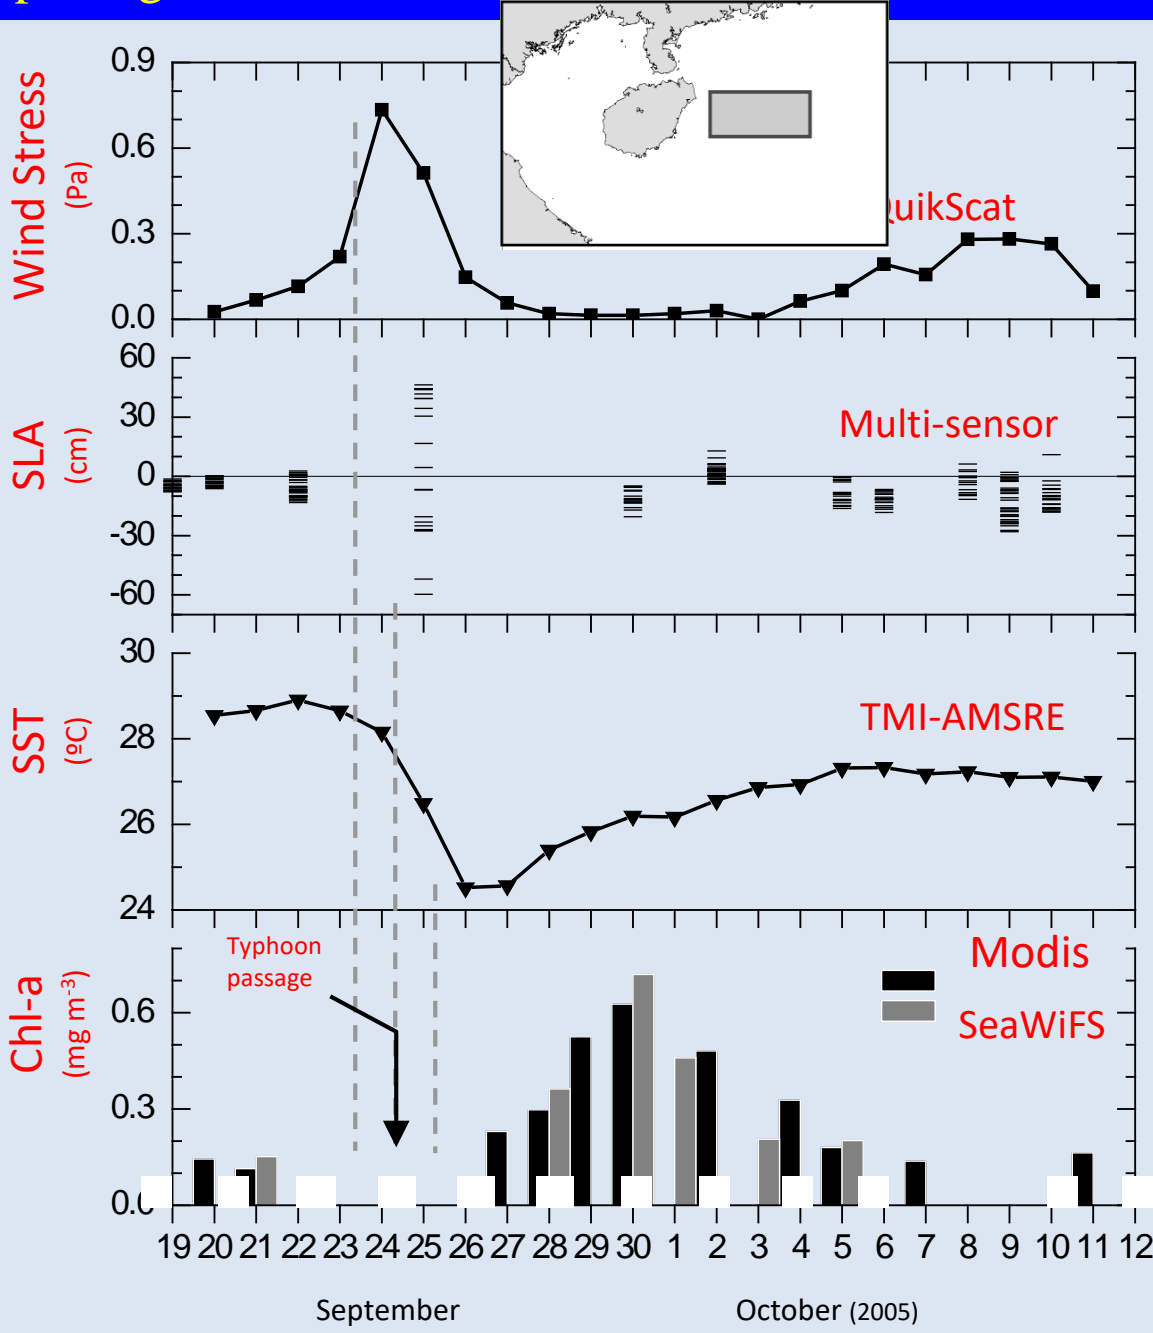 0.9
0.6
0.3
0.0
Wind Stress
(Pa)
uikScat
60
30
0
-30
-60
SLA
(cm)
Multi-sensor
30
28
26
24
SST
(ºC)
TMI-AMSRE
0.6
0.3
Chl-a
(mg m⁻³)
Typhoon
passage
Modis
SeaWiFS
19 20 21 22 23 24 25 26 27 28 29 30 1 2 3 4 5 6 7 8 9 10 11 12
September October (2005)